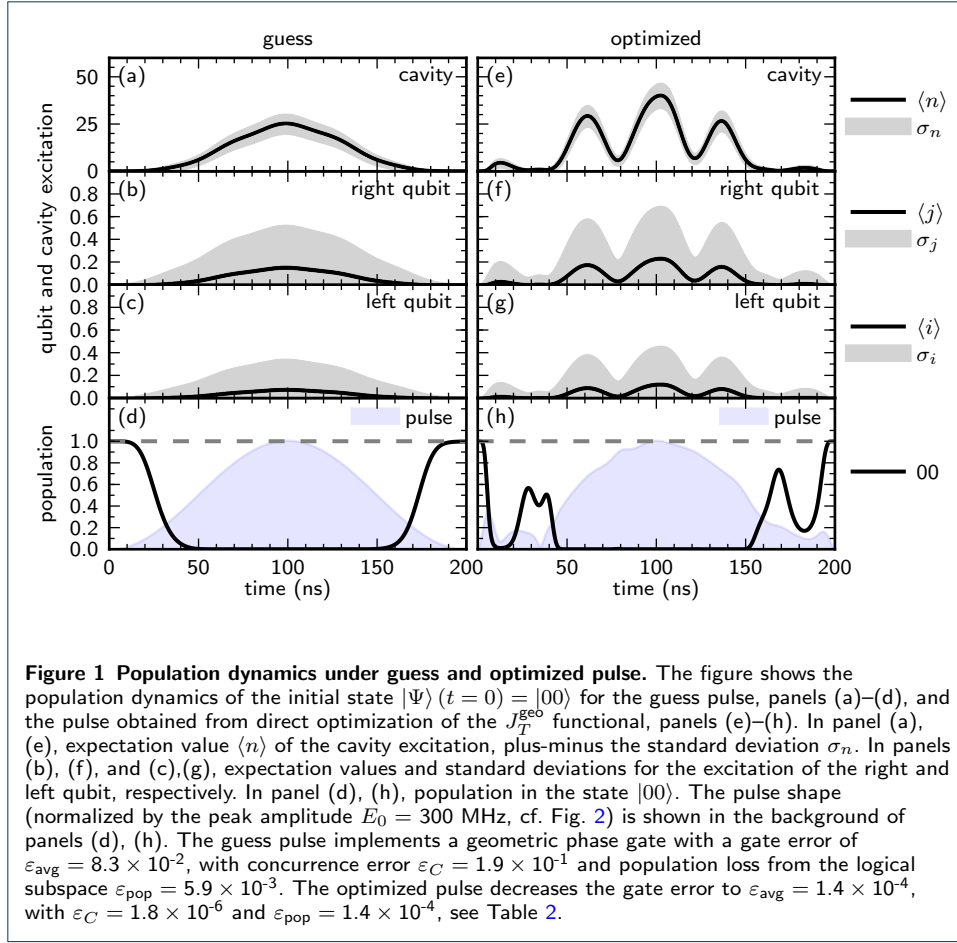 guess
optimized
qubit and cavity excitation
(a)
cavity
50
25
0
(b)
right qubit
0.8
0.6
0.4
0.2
0.0
(c)
left qubit
0.8
0.6
0.4
0.2
0.0
population
(d)
pulse
1.0
0.8
0.6
0.4
0.2
0.0
0 50 100 150 200
time (ns)
(e)
cavity
(f)
right qubit
(g)
left qubit
(h)
pulse
50 100 150 200
time (ns)
⟨n⟩
σn
⟨j⟩
σj
⟨i⟩
σi
00
Figure 1 Population dynamics under guess and optimized pulse. The figure shows the
population dynamics of the initial state |Ψ⟩ (t = 0) = |00⟩ for the guess pulse, panels (a)–(d), and
the pulse obtained from direct optimization of the J_T^geo functional, panels (e)–(h). In panel (a),
(e), expectation value ⟨n⟩ of the cavity excitation, plus-minus the standard deviation σn. In panels
(b), (f), and (c),(g), expectation values and standard deviations for the excitation of the right and
left qubit, respectively. In panel (d), (h), population in the state |00⟩. The pulse shape
(normalized by the peak amplitude E0 = 300 MHz, cf. Fig. 2) is shown in the background of
panels (d), (h). The guess pulse implements a geometric phase gate with a gate error of
εavg = 8.3 × 10-2, with concurrence error εC = 1.9 × 10-1 and population loss from the logical
subspace εpop = 5.9 × 10-3. The optimized pulse decreases the gate error to εavg = 1.4 × 10-4,
with εC = 1.8 × 10-6 and εpop = 1.4 × 10-4, see Table 2.